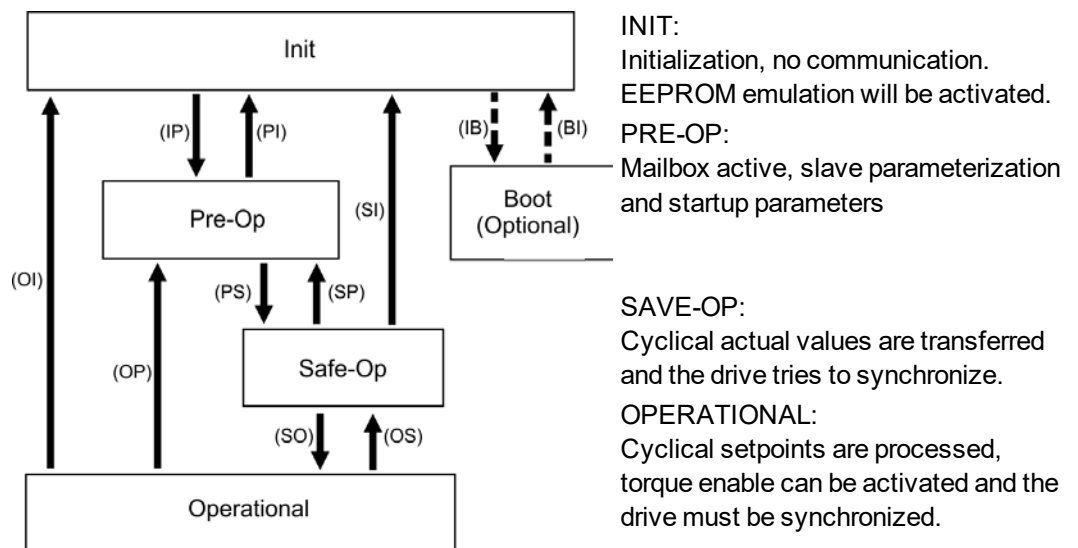 Init
(IP)
(PI)
(IB)
(BI)
Pre-Op
(SI)
Boot
(Optional)
(OI)
(PS)
(SP)
(OP)
Safe-Op
(SO)
(OS)
Operational
INIT:
Initialization, no communication.
EEPROM emulation will be activated.
PRE-OP:
Mailbox active, slave parameterization
and startup parameters
SAVE-OP:
Cyclical actual values are transferred
and the drive tries to synchronize.
OPERATIONAL:
Cyclical setpoints are processed,
torque enable can be activated and the
drive must be synchronized.